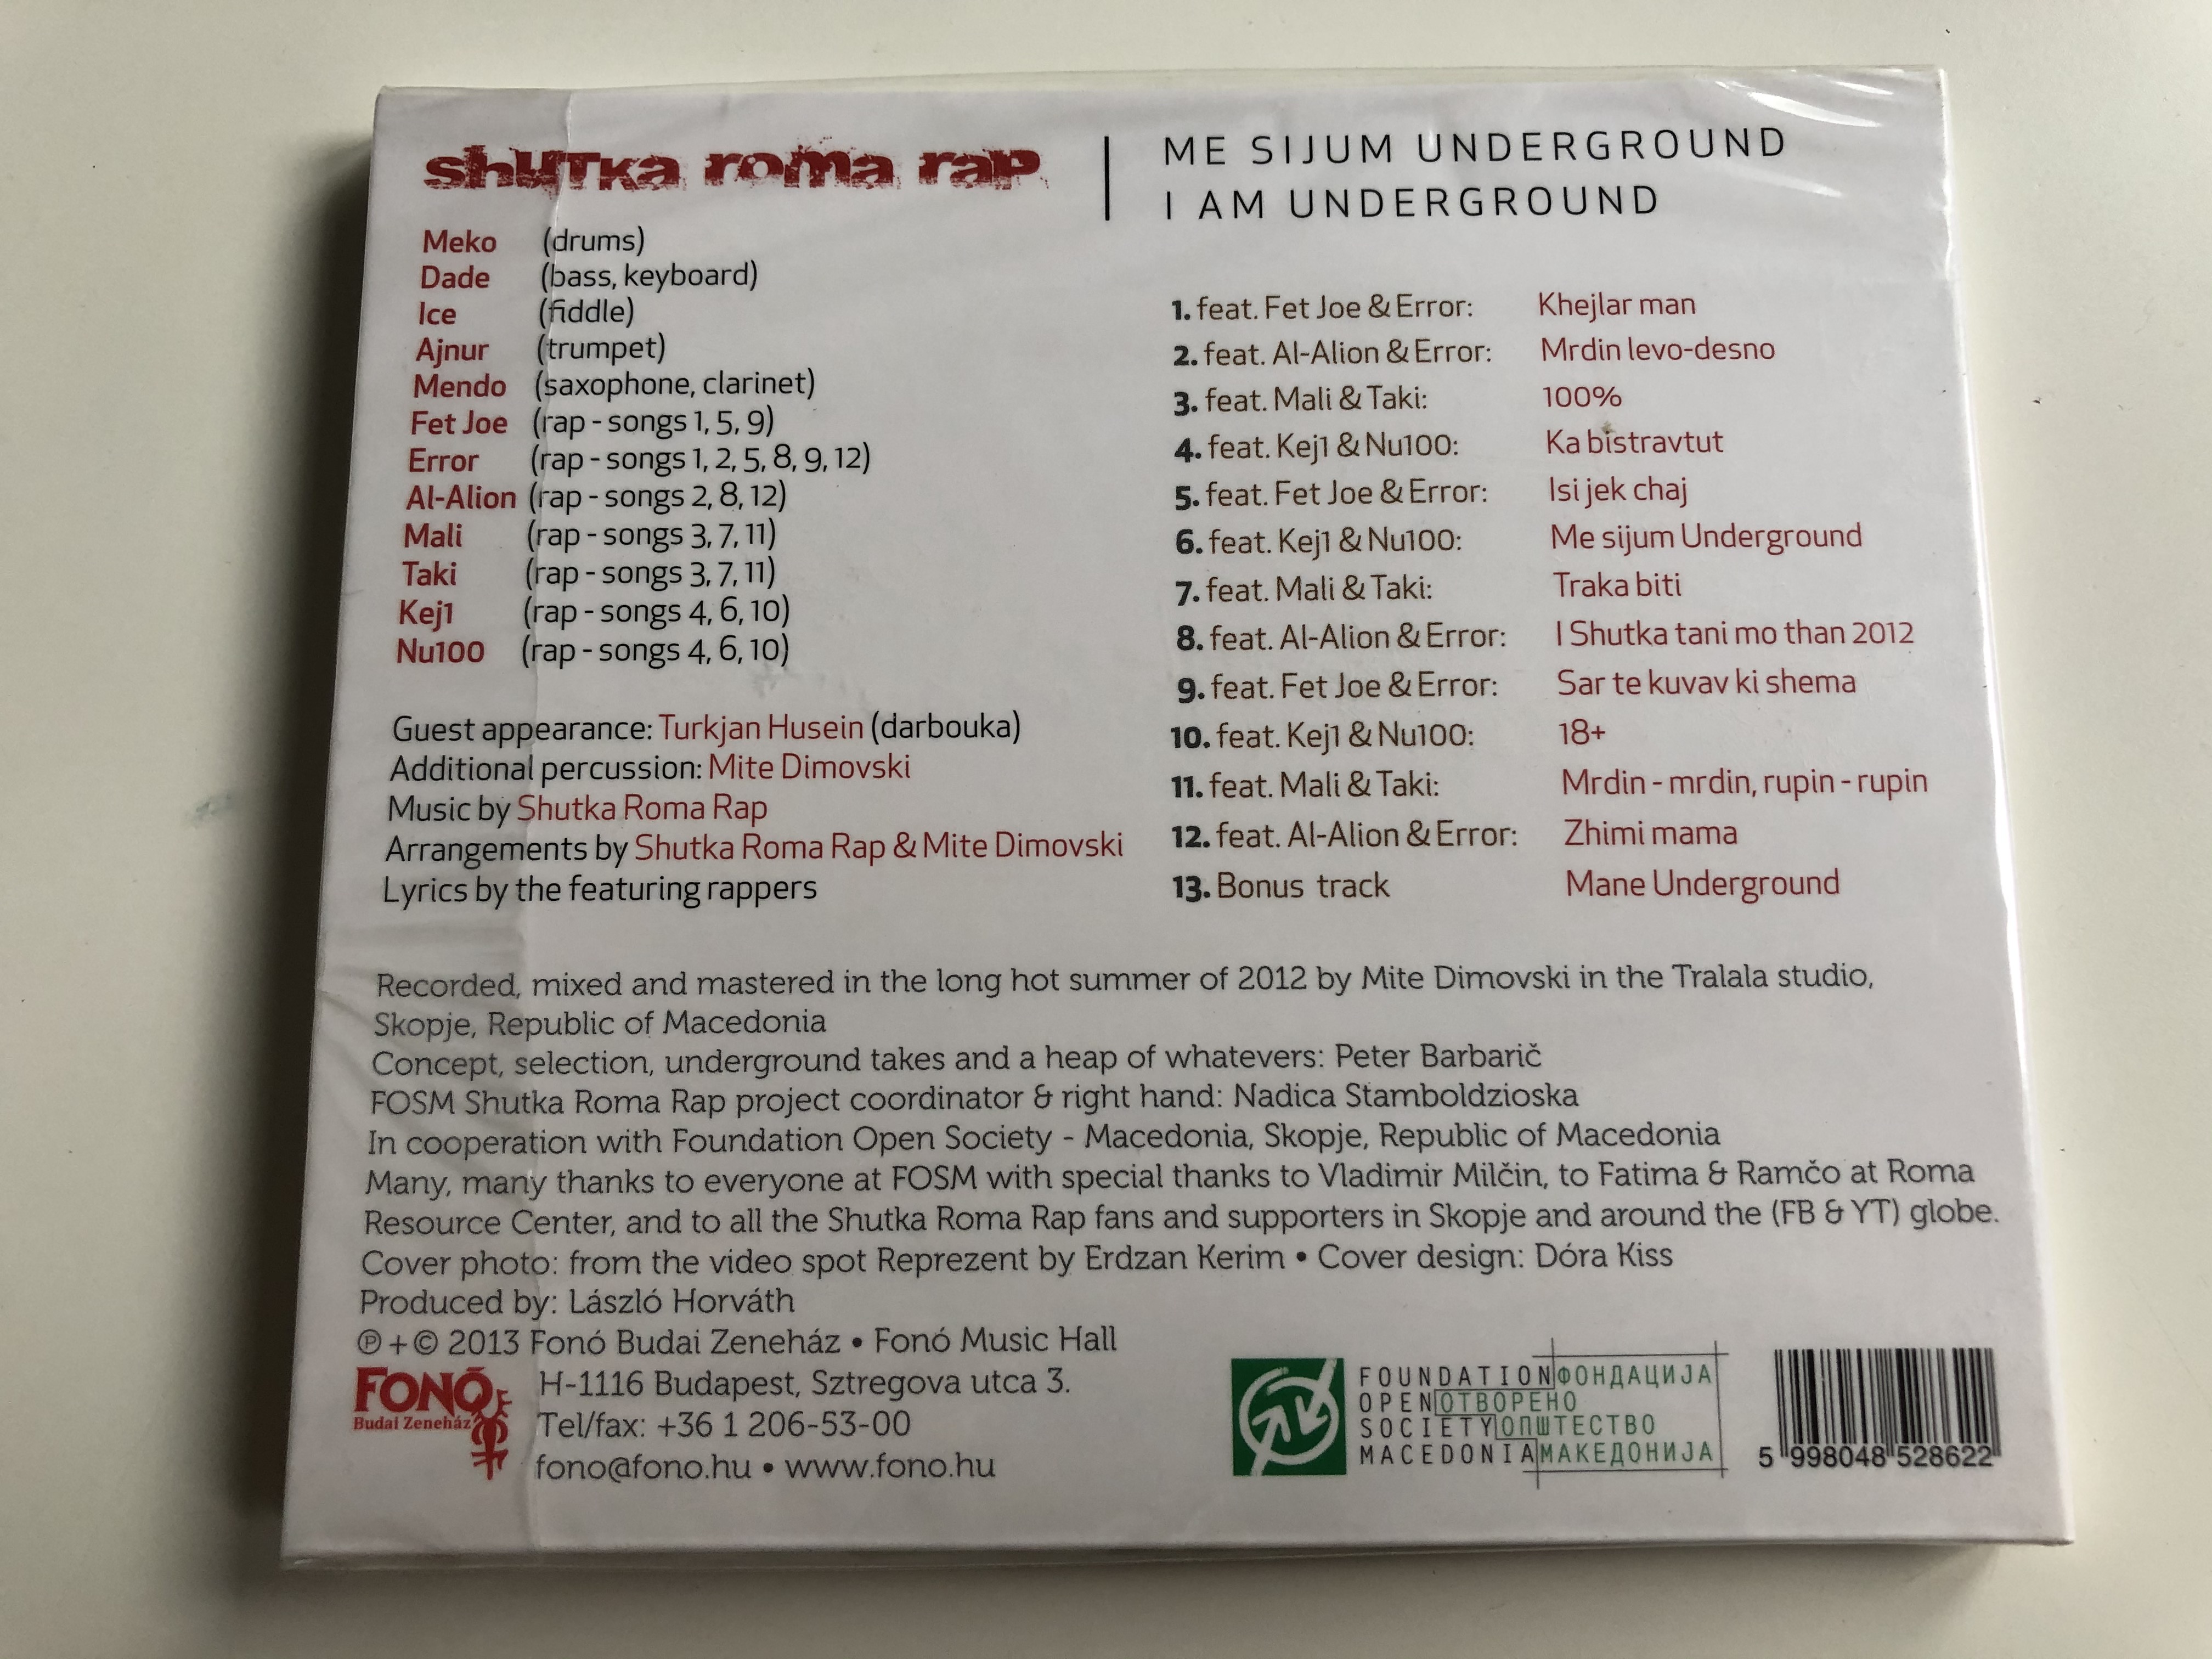 shutka roma rap
ME SIJUM UNDERGROUND
I AM UNDERGROUND
Meko (drums)
Dade (bass, keyboard)
Ice (fiddle)
Ajnur (trumpet)
Mendo (saxophone, clarinet)
Fet Joe (rap - songs 1, 5, 9)
Error (rap - songs 1, 2, 5, 8, 9, 12)
Al-Alion (rap - songs 2, 8, 12)
Mali (rap - songs 3, 7, 11)
Taki (rap - songs 3, 7, 11)
Kej1 (rap - songs 4, 6, 10)
Nu100 (rap - songs 4, 6, 10)
Guest appearance: Turkjan Husein (darbouka)
Additional percussion: Mite Dimovski
Music by Shutka Roma Rap
Arrangements by Shutka Roma Rap & Mite Dimovski
Lyrics by the featuring rappers
1. feat. Fet Joe & Error: Khejlar man
2. feat. Al-Alion & Error: Mrdin levo-desno
3. feat. Mali & Taki: 100%
4. feat. Kej1 & Nu100: Ka bistravtut
5. feat. Fet Joe & Error: Isi jek chaj
6. feat. Kej1 & Nu100: Me sijum Underground
7. feat. Mali & Taki: Traka biti
8. feat. Al-Alion & Error: I Shutka tani mo than 2012
9. feat. Fet Joe & Error: Sar te kuvav ki shema
10. feat. Kej1 & Nu100: 18+
11. feat. Mali & Taki: Mrdin - mrdin, rupin - rupin
12. feat. Al-Alion & Error: Zhimi mama
13. Bonus track Mane Underground
Recorded, mixed and mastered in the long hot summer of 2012 by Mite Dimovski in the Tralala studio,
Skopje, Republic of Macedonia
Concept, selection, underground takes and a heap of whatevers: Peter Barbarič
FOSM Shutka Roma Rap project coordinator & right hand: Nadica Stamboldzioska
In cooperation with Foundation Open Society - Macedonia, Skopje, Republic of Macedonia
Many, many thanks to everyone at FOSM with special thanks to Vladimir Milčin, to Fatima & Ramčo at Roma
Resource Center, and to all the Shutka Roma Rap fans and supporters in Skopje and around the (FB & YT) globe.
Cover photo: from the video spot Reprezent by Erdzan Kerim • Cover design: Dóra Kiss
Produced by: László Horváth
℗ + © 2013 Fonó Budai Zeneház • Fonó Music Hall
FONÓ
Budai Zeneház
H-1116 Budapest, Sztregova utca 3.
Tel/fax: +36 1 206-53-00
fono@fono.hu • www.fono.hu
FOUNDATION ФОНДАЦИЈА
OPEN ОТВОРЕНО
SOCIETY ОПШТЕСТВО
MACEDONIA МАКЕДОНИЈА
5 998048 528622